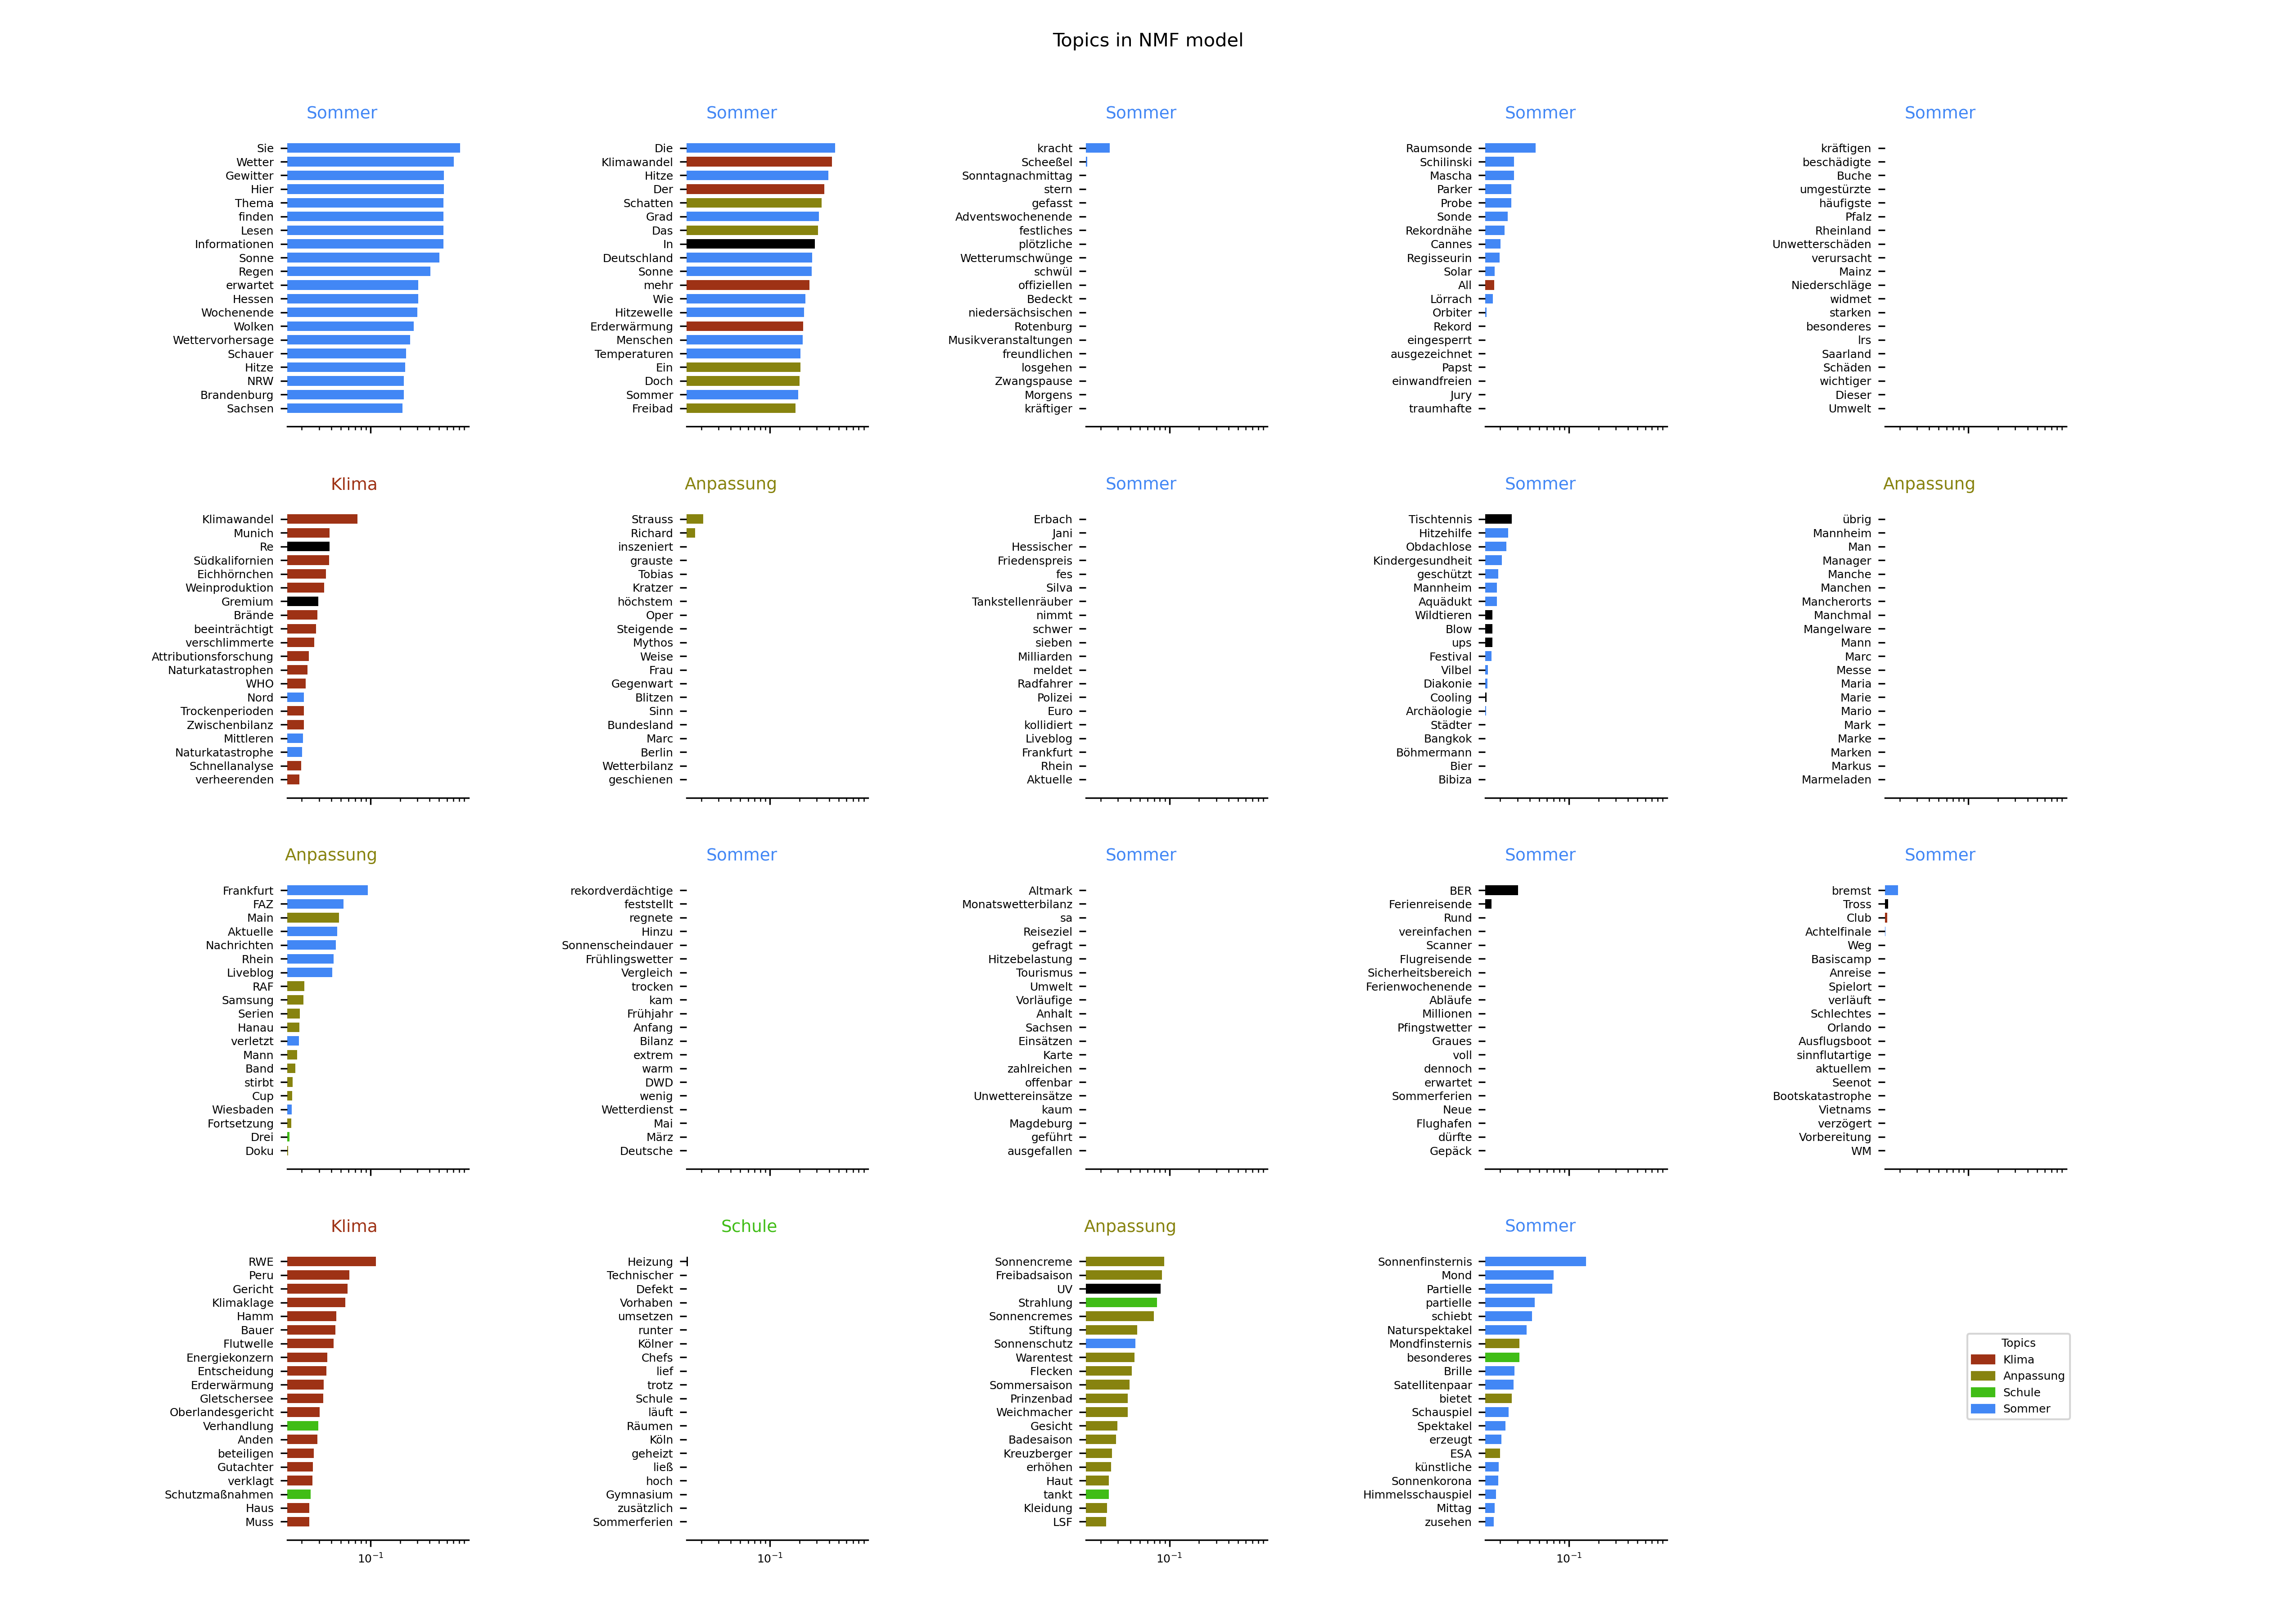 Topics in NMF model
Sommer
Sie
Wetter
Gewitter
Hier
Thema
finden
Lesen
Informationen
Sonne
Regen
erwartet
Hessen
Wochenende
Wolken
Wettervorhersage
Schauer
Hitze
NRW
Brandenburg
Sachsen
Sommer
Die
Klimawandel
Hitze
Der
Schatten
Grad
Das
In
Deutschland
Sonne
mehr
Wie
Hitzewelle
Erderwärmung
Menschen
Temperaturen
Ein
Doch
Sommer
Freibad
Sommer
kracht
Scheeßel
Sonntagnachmittag
stern
gefasst
Adventswochenende
festliches
plötzliche
Wetterumschwünge
schwül
offiziellen
Bedeckt
niedersächsischen
Rotenburg
Musikveranstaltungen
freundlichen
losgehen
Zwangspause
Morgens
kräftiger
Sommer
Raumsonde
Schilinski
Mascha
Parker
Probe
Sonde
Rekordnähe
Cannes
Regisseurin
Solar
All
Lörrach
Orbiter
Rekord
eingesperrt
ausgezeichnet
Papst
einwandfreien
Jury
traumhafte
Sommer
kräftigen
beschädigte
Buche
umgestürzte
häufigste
Pfalz
Rheinland
Unwetterschäden
verursacht
Mainz
Niederschläge
widmet
starken
besonderes
lrs
Saarland
Schäden
wichtiger
Dieser
Umwelt
Klima
Klimawandel
Munich
Re
Südkalifornien
Eichhörnchen
Weinproduktion
Gremium
Brände
beeinträchtigt
verschlimmerte
Attributionsforschung
Naturkatastrophen
WHO
Nord
Trockenperioden
Zwischenbilanz
Mittleren
Naturkatastrophe
Schnellanalyse
verheerenden
Anpassung
Strauss
Richard
inszeniert
grauste
Tobias
Kratzer
höchstem
Oper
Steigende
Mythos
Weise
Frau
Gegenwart
Blitzen
Sinn
Bundesland
Marc
Berlin
Wetterbilanz
geschienen
Sommer
Erbach
Jani
Hessischer
Friedenspreis
fes
Silva
Tankstellenräuber
nimmt
schwer
sieben
Milliarden
meldet
Radfahrer
Polizei
Euro
kollidiert
Liveblog
Frankfurt
Rhein
Aktuelle
Sommer
Tischtennis
Hitzehilfe
Obdachlose
Kindergesundheit
geschützt
Mannheim
Aquädukt
Wildtieren
Blow
ups
Festival
Vilbel
Diakonie
Cooling
Archäologie
Städter
Bangkok
Böhmermann
Bier
Bibiza
Anpassung
übrig
Mannheim
Man
Manager
Manche
Manchen
Mancherorts
Manchmal
Mangelware
Mann
Marc
Messe
Maria
Marie
Mario
Mark
Marke
Marken
Markus
Marmeladen
Anpassung
Frankfurt
FAZ
Main
Aktuelle
Nachrichten
Rhein
Liveblog
RAF
Samsung
Serien
Hanau
verletzt
Mann
Band
stirbt
Cup
Wiesbaden
Fortsetzung
Drei
Doku
Sommer
rekordverdächtige
feststellt
regnete
Hinzu
Sonnenscheindauer
Frühlingswetter
Vergleich
trocken
kam
Frühjahr
Anfang
Bilanz
extrem
warm
DWD
wenig
Wetterdienst
Mai
März
Deutsche
Sommer
Altmark
Monatswetterbilanz
sa
Reiseziel
gefragt
Hitzebelastung
Tourismus
Umwelt
Vorläufige
Anhalt
Sachsen
Einsätzen
Karte
zahlreichen
offenbar
Unwettereinsätze
kaum
Magdeburg
geführt
ausgefallen
Sommer
BER
Ferienreisende
Rund
vereinfachen
Scanner
Flugreisende
Sicherheitsbereich
Ferienwochenende
Abläufe
Millionen
Pfingstwetter
Graues
voll
dennoch
erwartet
Sommerferien
Neue
Flughafen
dürfte
Gepäck
Sommer
bremst
Tross
Club
Achtelfinale
Weg
Basiscamp
Anreise
Spielort
verläuft
Schlechtes
Orlando
Ausflugsboot
sinnflutartige
aktuellem
Seenot
Bootskatastrophe
Vietnams
verzögert
Vorbereitung
WM
Klima
RWE
Peru
Gericht
Klimaklage
Hamm
Bauer
Flutwelle
Energiekonzern
Entscheidung
Erderwärmung
Gletschersee
Oberlandesgericht
Verhandlung
Anden
beteiligen
Gutachter
verklagt
Schutzmaßnahmen
Haus
Muss
10⁻¹
Schule
Heizung
Technischer
Defekt
Vorhaben
umsetzen
runter
Kölner
Chefs
lief
trotz
Schule
läuft
Räumen
Köln
geheizt
ließ
hoch
Gymnasium
zusätzlich
Sommerferien
10⁻¹
Anpassung
Sonnencreme
Freibadsaison
UV
Strahlung
Sonnencremes
Stiftung
Sonnenschutz
Warentest
Flecken
Sommersaison
Prinzenbad
Weichmacher
Gesicht
Badesaison
Kreuzberger
erhöhen
Haut
tankt
Kleidung
LSF
10⁻¹
Sommer
Sonnenfinsternis
Mond
Partielle
partielle
schiebt
Naturspektakel
Mondfinsternis
besonderes
Brille
Satellitenpaar
bietet
Schauspiel
Spektakel
erzeugt
ESA
künstliche
Sonnenkorona
Himmelsschauspiel
Mittag
zusehen
10⁻¹
Topics
Klima
Anpassung
Schule
Sommer